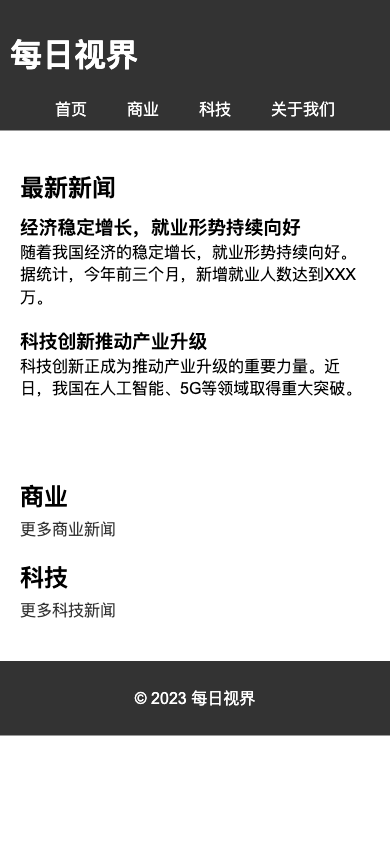 每日视界
首页 商业 科技 关于我们
最新新闻
经济稳定增长，就业形势持续向好
随着我国经济的稳定增长，就业形势持续向好。
据统计，今年前三个月，新增就业人数达到XXX
万。
科技创新推动产业升级
科技创新正成为推动产业升级的重要力量。近
日，我国在人工智能、5G等领域取得重大突破。
商业
更多商业新闻
科技
更多科技新闻
© 2023 每日视界